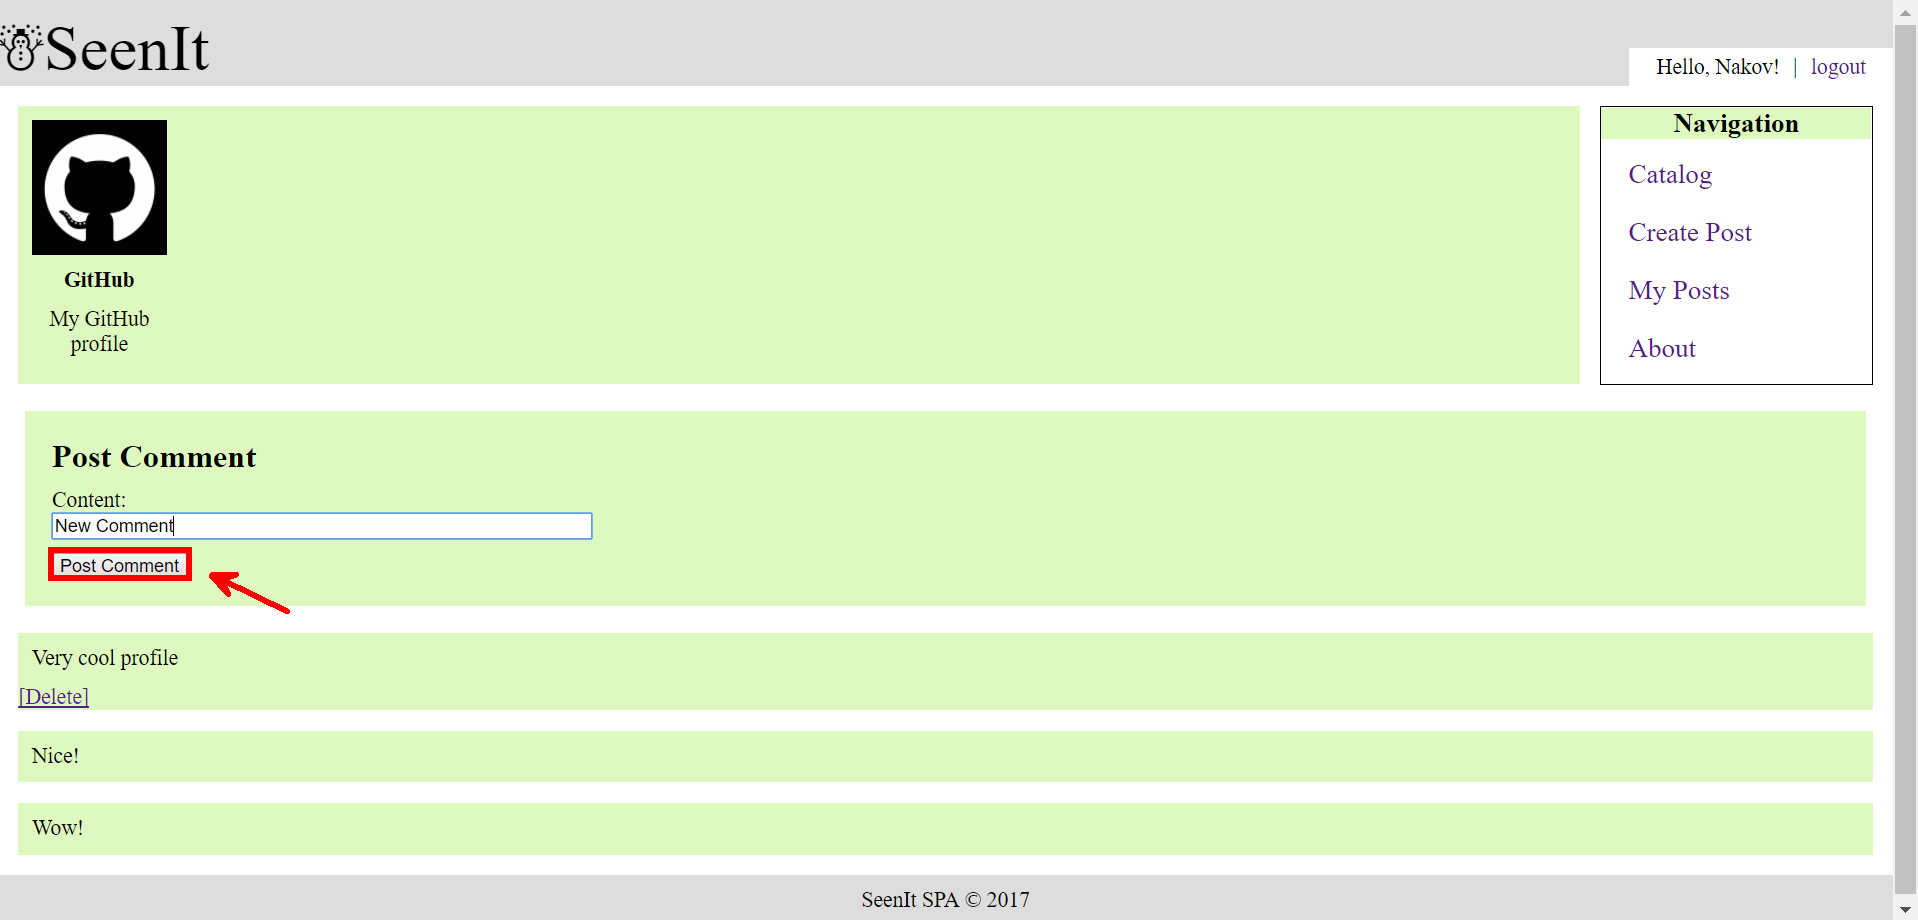 SeenIt
Hello, Nakov! | logout
GitHub
My GitHub
profile
Navigation
Catalog
Create Post
My Posts
About
Post Comment
Content:
New Comment
Post Comment
Very cool profile
[Delete]
Nice!
Wow!
SeenIt SPA © 2017